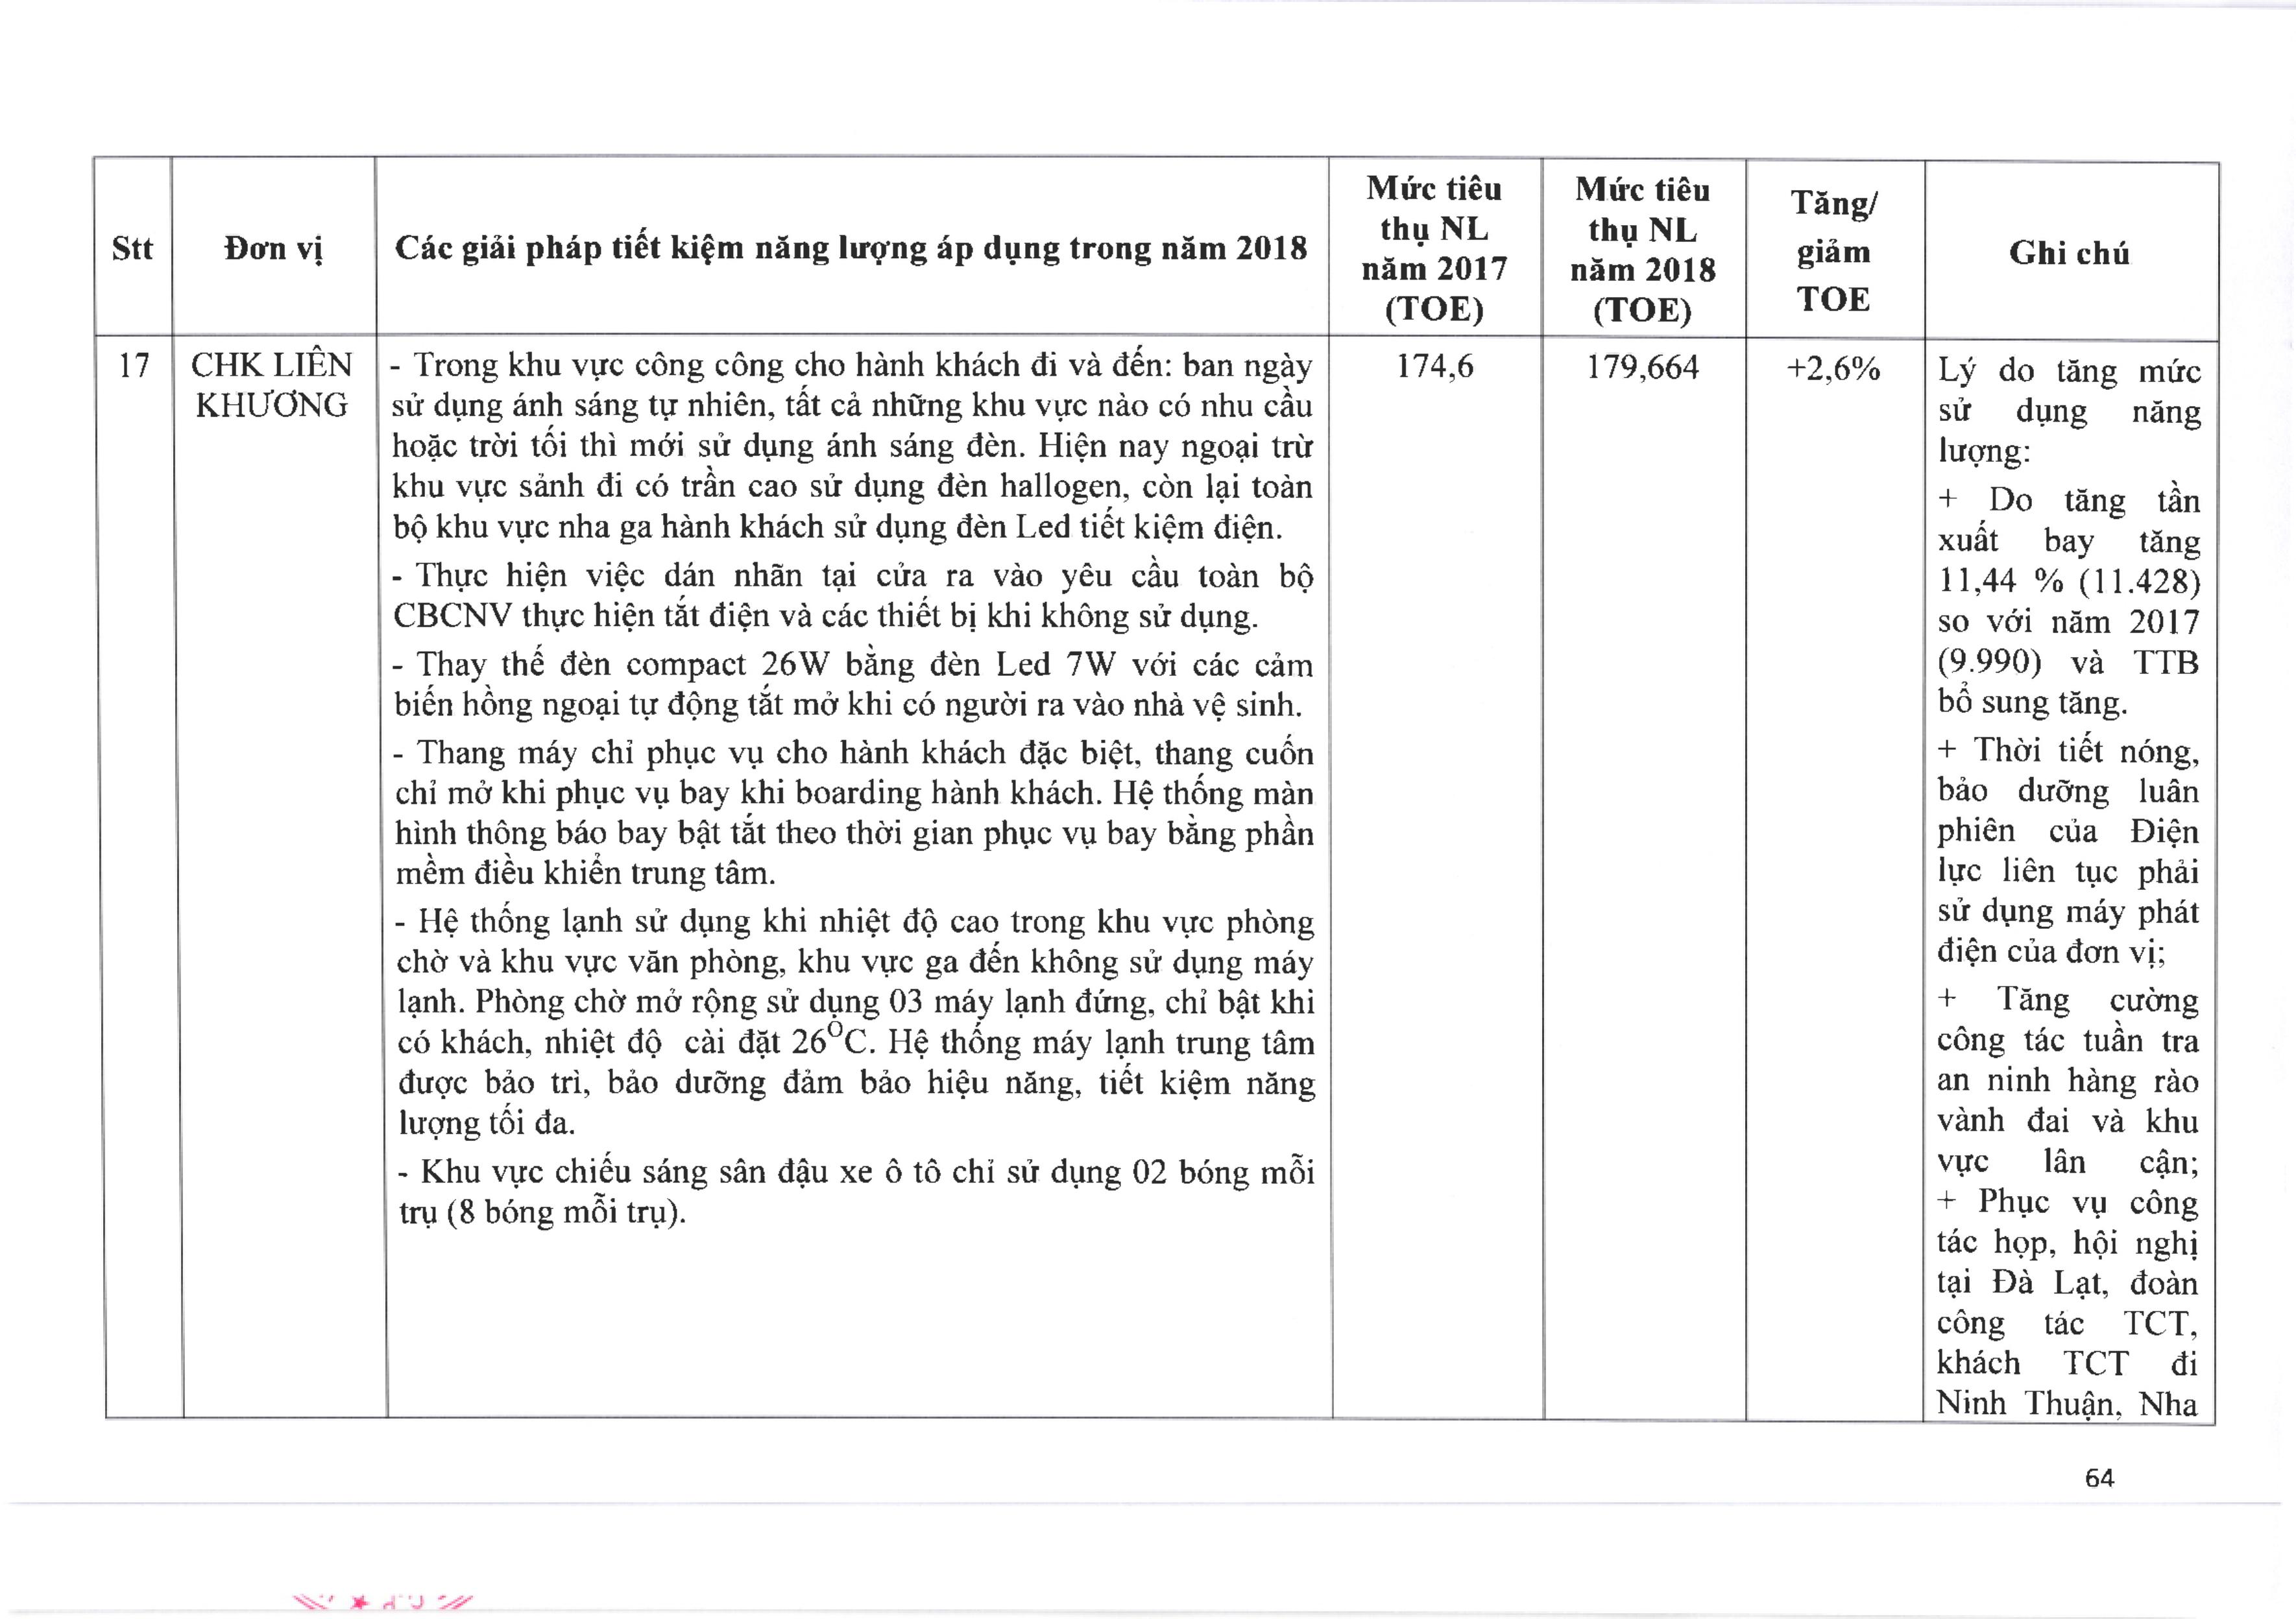 Stt
Đơn vị
Các giải pháp tiết kiệm năng lượng áp dụng trong năm 2018
Mức tiêu
thụ NL
năm 2017
(TOE)
Mức tiêu
thụ NL
năm 2018
(TOE)
Tăng/
giảm
TOE
Ghi chú
17
CHK LIÊN
KHƯƠNG
- Trong khu vực công công cho hành khách đi và đến: ban ngày
sử dụng ánh sáng tự nhiên, tất cả những khu vực nào có nhu cầu
hoặc trời tối thì mới sử dụng ánh sáng đèn. Hiện nay ngoại trừ
khu vực sảnh đi có trần cao sử dụng đèn hallogen, còn lại toàn
bộ khu vực nha ga hành khách sử dụng đèn Led tiết kiệm điện.
- Thực hiện việc dán nhãn tại cửa ra vào yêu cầu toàn bộ
CBCNV thực hiện tắt điện và các thiết bị khi không sử dụng.
- Thay thế đèn compact 26W bằng đèn Led 7W với các cảm
biến hồng ngoại tự động tắt mở khi có người ra vào nhà vệ sinh.
- Thang máy chỉ phục vụ cho hành khách đặc biệt, thang cuốn
chỉ mở khi phục vụ bay khi boarding hành khách. Hệ thống màn
hình thông báo bay bật tắt theo thời gian phục vụ bay bằng phần
mềm điều khiển trung tâm.
- Hệ thống lạnh sử dụng khi nhiệt độ cao trong khu vực phòng
chờ và khu vực văn phòng, khu vực ga đến không sử dụng máy
lạnh. Phòng chờ mở rộng sử dụng 03 máy lạnh đứng, chỉ bật khi
có khách, nhiệt độ cài đặt 26⁰C. Hệ thống máy lạnh trung tâm
được bảo trì, bảo dưỡng đảm bảo hiệu năng, tiết kiệm năng
lượng tối đa.
- Khu vực chiếu sáng sân đậu xe ô tô chỉ sử dụng 02 bóng mỗi
trụ (8 bóng mỗi trụ).
174,6
179,664
+2,6%
Lý do tăng mức
sử dụng năng
lượng:
+ Do tăng tần
xuất bay tăng
11,44 % (11.428)
so với năm 2017
(9.990) và TTB
bổ sung tăng.
+ Thời tiết nóng,
bảo dưỡng luân
phiên của Điện
lực liên tục phải
sử dụng máy phát
điện của đơn vị;
+ Tăng cường
công tác tuần tra
an ninh hàng rào
vành đai và khu
vực lân cận;
+ Phục vụ công
tác họp, hội nghị
tại Đà Lạt, đoàn
công tác TCT,
khách TCT đi
Ninh Thuận, Nha
64